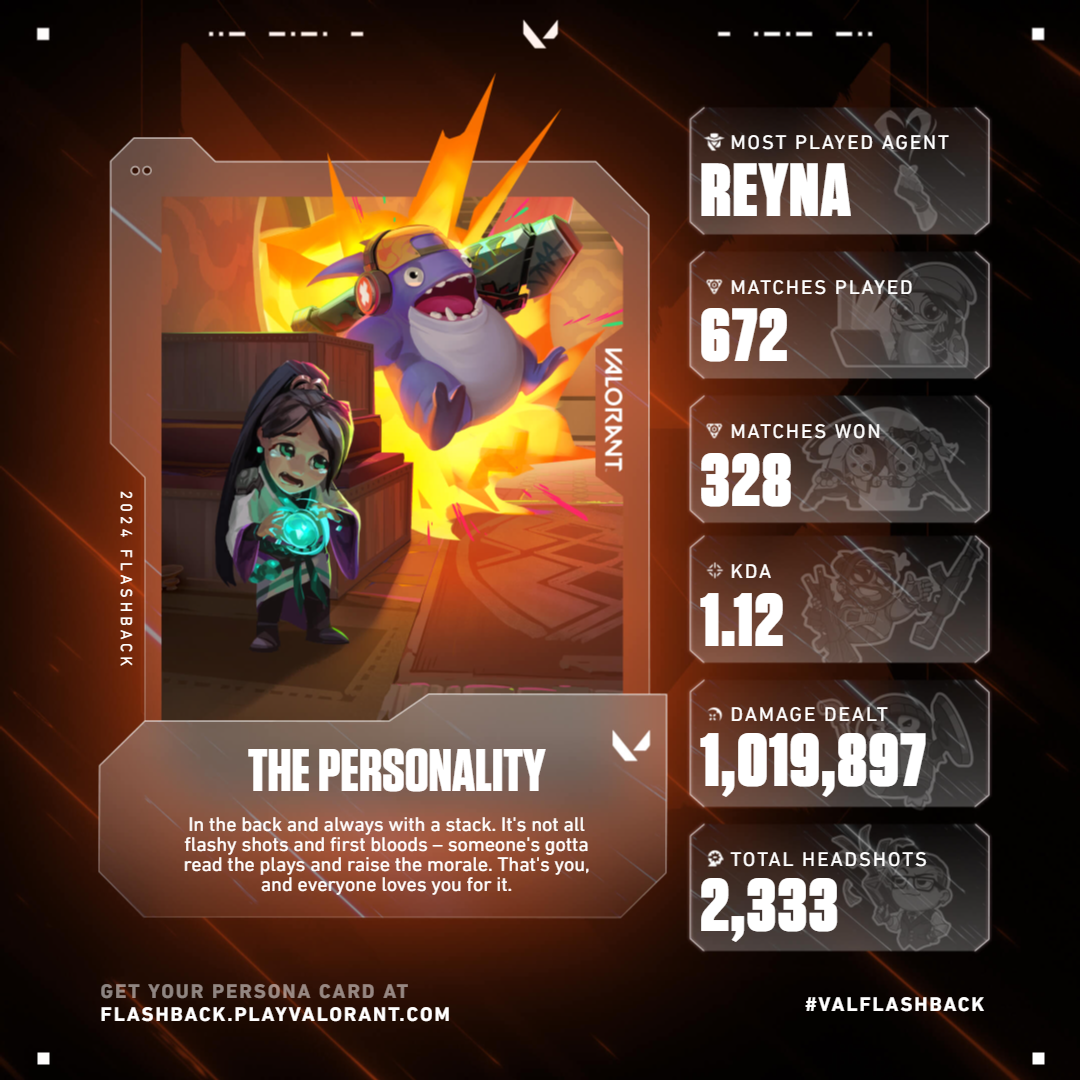 MOST PLAYED AGENT
REYNA
MATCHES PLAYED
672
MATCHES WON
328
KDA
1.12
DAMAGE DEALT
1,019,897
TOTAL HEADSHOTS
2,333
VALORANT
2024 FLASHBACK
THE PERSONALITY
In the back and always with a stack. It's not all
flashy shots and first bloods – someone's gotta
read the plays and raise the morale. That's you,
and everyone loves you for it.
GET YOUR PERSONA CARD AT
FLASHBACK.PLAYVALORANT.COM
#VALFLASHBACK